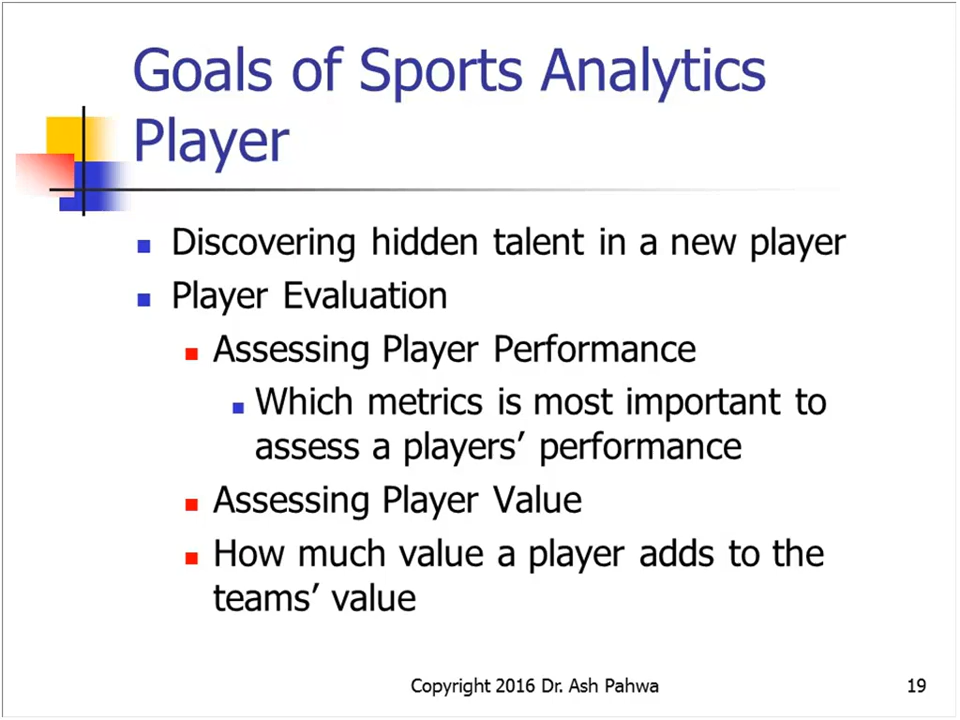 Goals of Sports Analytics
Player
Discovering hidden talent in a new player
Player Evaluation
Assessing Player Performance
Which metrics is most important to
assess a players’ performance
Assessing Player Value
How much value a player adds to the
teams’ value
Copyright 2016 Dr. Ash Pahwa
19